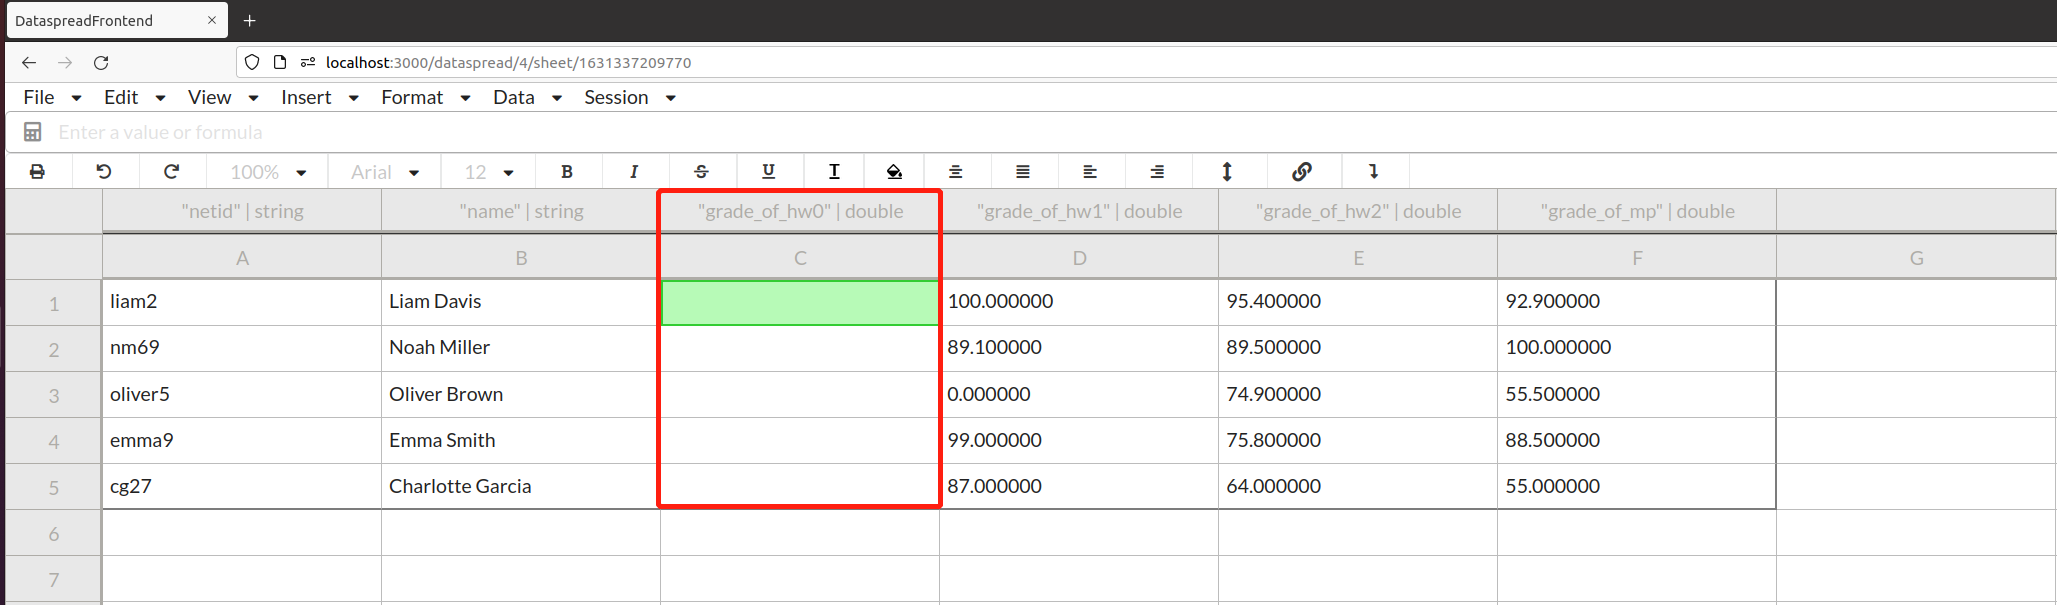 DataspreadFrontend × +
localhost:3000/dataspread/4/sheet/1631337209770
File Edit View Insert Format Data Session
Enter a value or formula
100% Arial 12 B I S U T
"netid" | string "name" | string "grade_of_hw0" | double "grade_of_hw1" | double "grade_of_hw2" | double "grade_of_mp" | double
A B C D E F G
1 liam2 Liam Davis 100.000000 95.400000 92.900000
2 nm69 Noah Miller 89.100000 89.500000 100.000000
3 oliver5 Oliver Brown 0.000000 74.900000 55.500000
4 emma9 Emma Smith 99.000000 75.800000 88.500000
5 cg27 Charlotte Garcia 87.000000 64.000000 55.000000
6
7